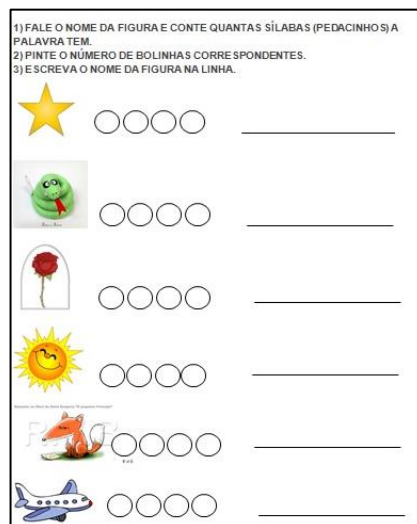 1) FALE O NOME DA FIGURA E CONTE QUANTAS SÍLABAS (PEDACINHOS) A
PALAVRA TEM.
2) PINTE O NÚMERO DE BOLINHAS CORRESPONDENTES.
3) ESCREVA O NOME DA FIGURA NA LINHA.